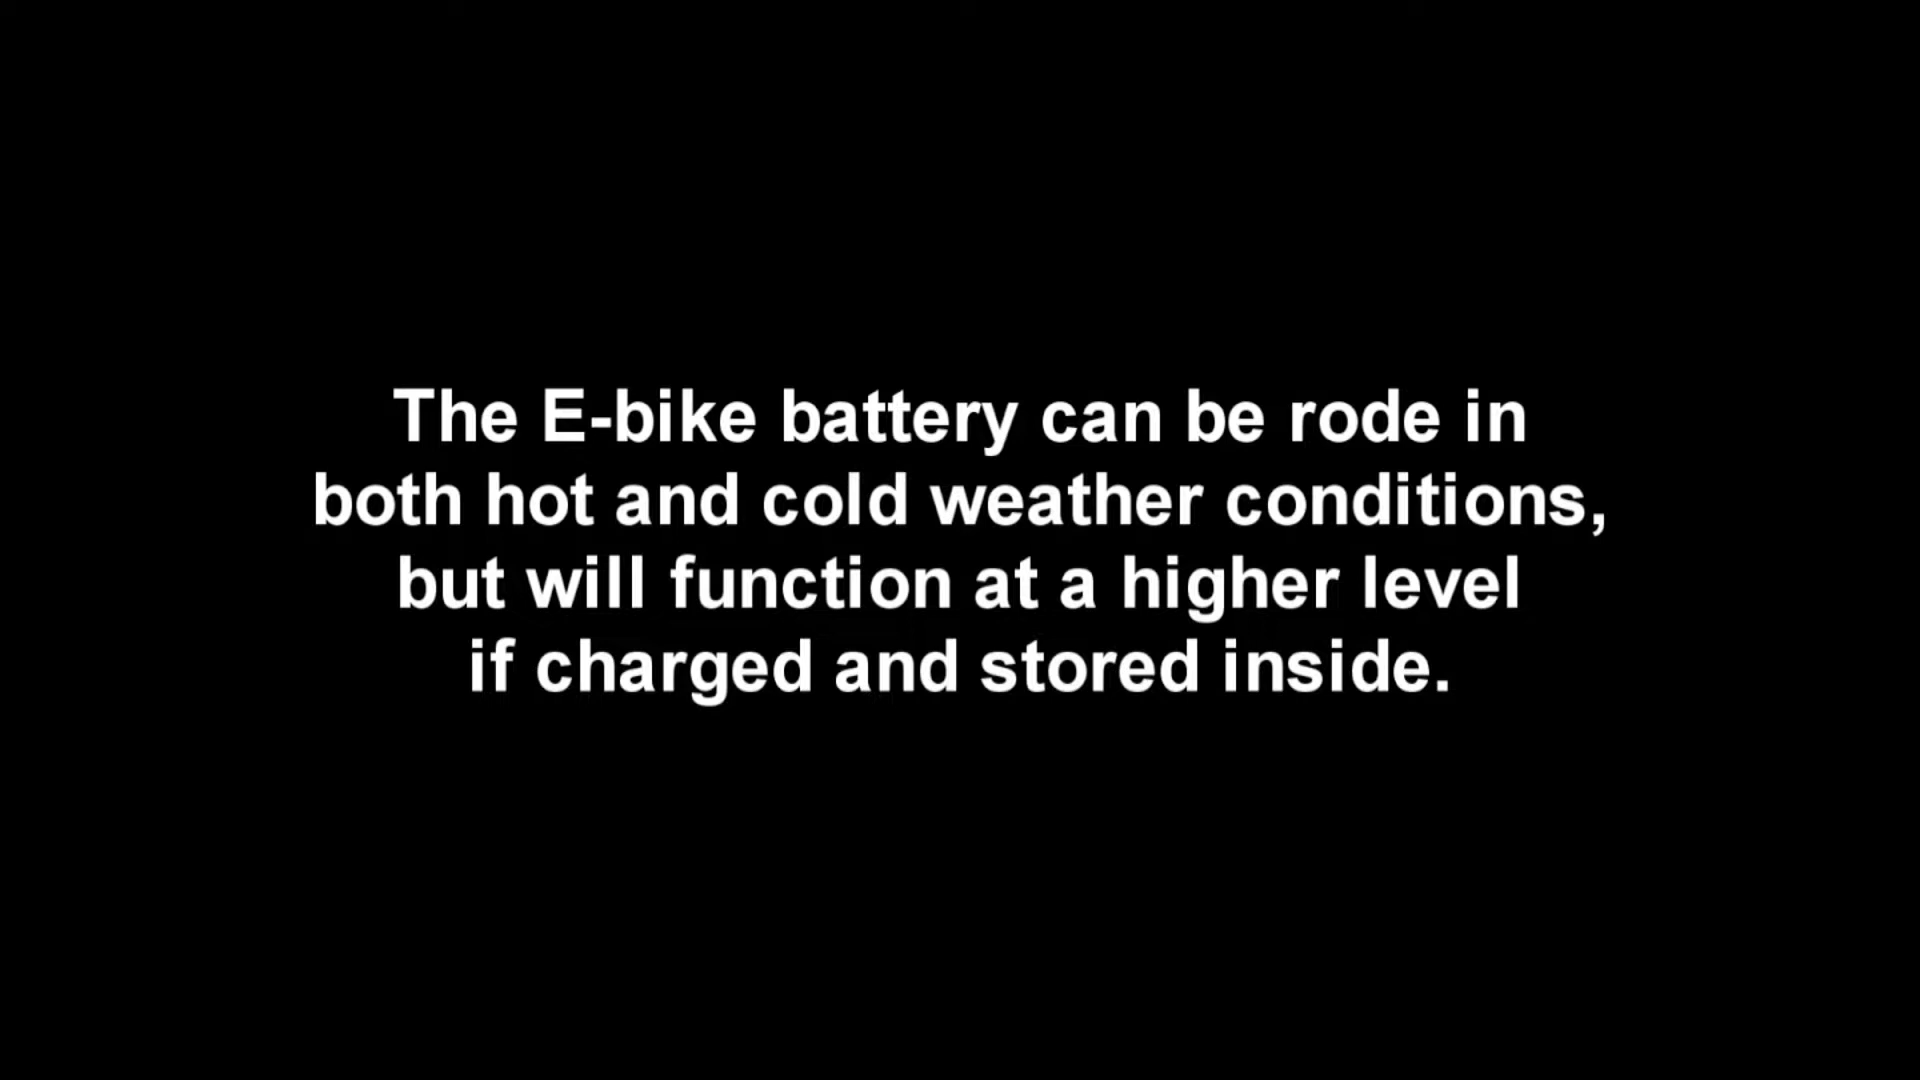 The E-bike battery can be rode in
both hot and cold weather conditions,
but will function at a higher level
if charged and stored inside.